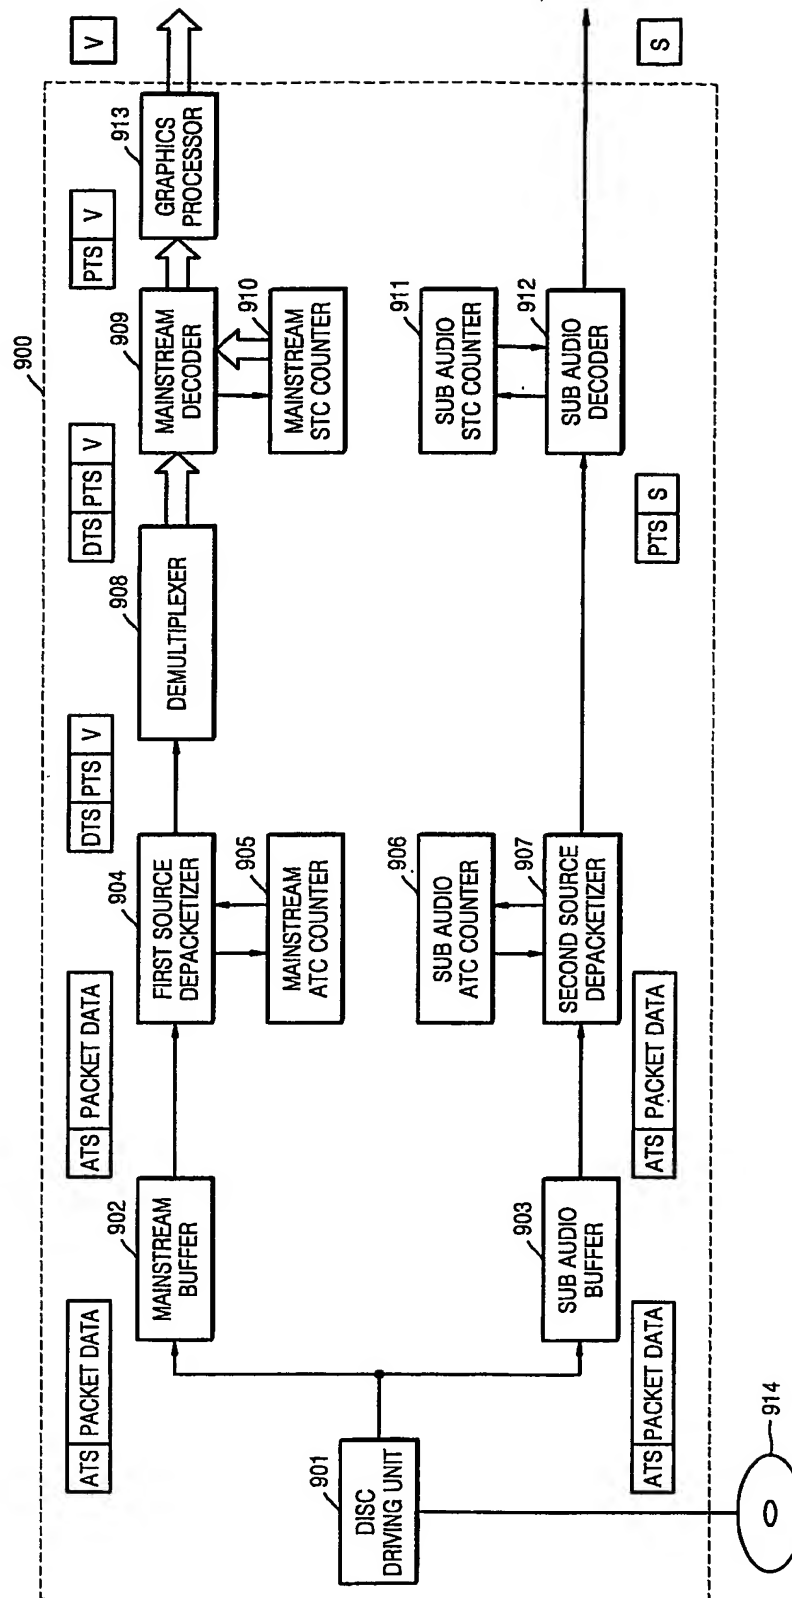 900
ATS PACKET DATA
ATS PACKET DATA
DTS PTS V
DTS PTS V
PTS V
V
902
MAINSTREAM
BUFFER
904
FIRST SOURCE
DEPACKETIZER
908
DEMULTIPLEXER
909
MAINSTREAM
DECODER
913
GRAPHICS
PROCESSOR
905
MAINSTREAM
ATC COUNTER
910
MAINSTREAM
STC COUNTER
901
DISC
DRIVING UNIT
906
SUB AUDIO
ATC COUNTER
911
SUB AUDIO
STC COUNTER
903
SUB AUDIO
BUFFER
907
SECOND SOURCE
DEPACKETIZER
912
SUB AUDIO
DECODER
ATS PACKET DATA
ATS PACKET DATA
PTS S
S
914